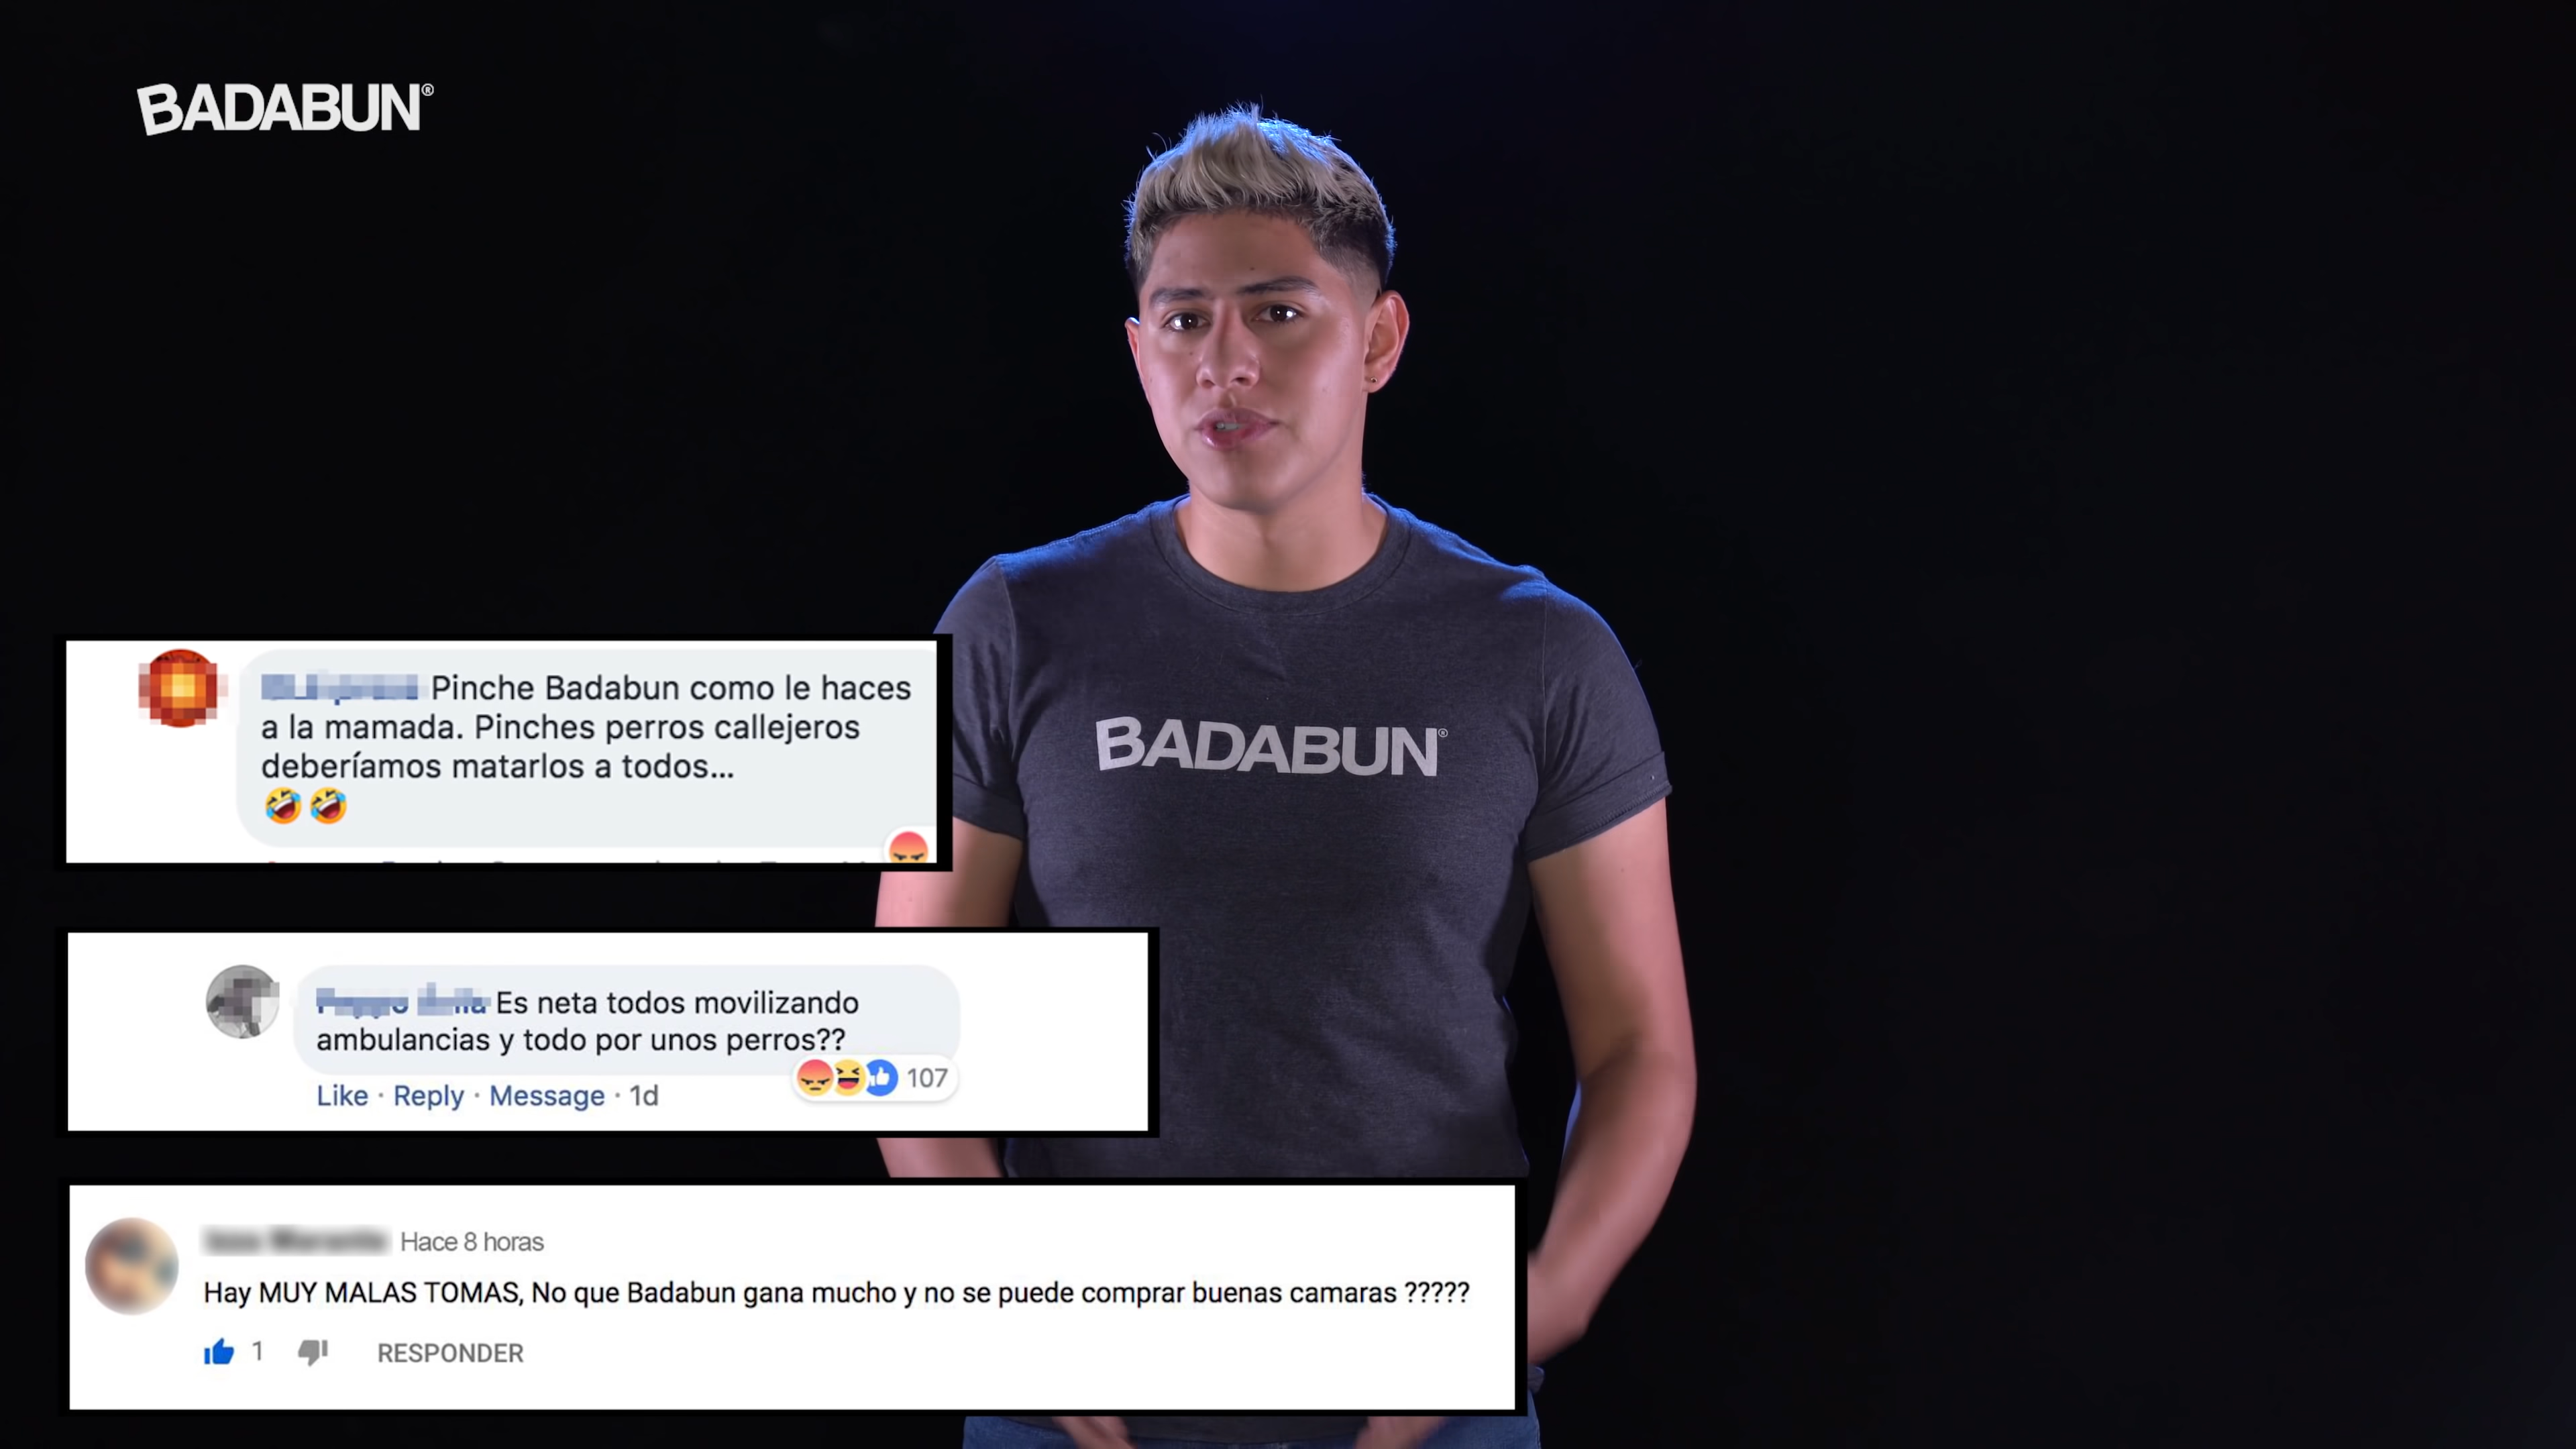 BADABUN®
BADABUN®
Pinche Badabun como le haces
a la mamada. Pinches perros callejeros
deberíamos matarlos a todos...
Es neta todos movilizando
ambulancias y todo por unos perros??
107
Like · Reply · Message · 1d
Hace 8 horas
Hay MUY MALAS TOMAS, No que Badabun gana mucho y no se puede comprar buenas camaras ?????
1 RESPONDER